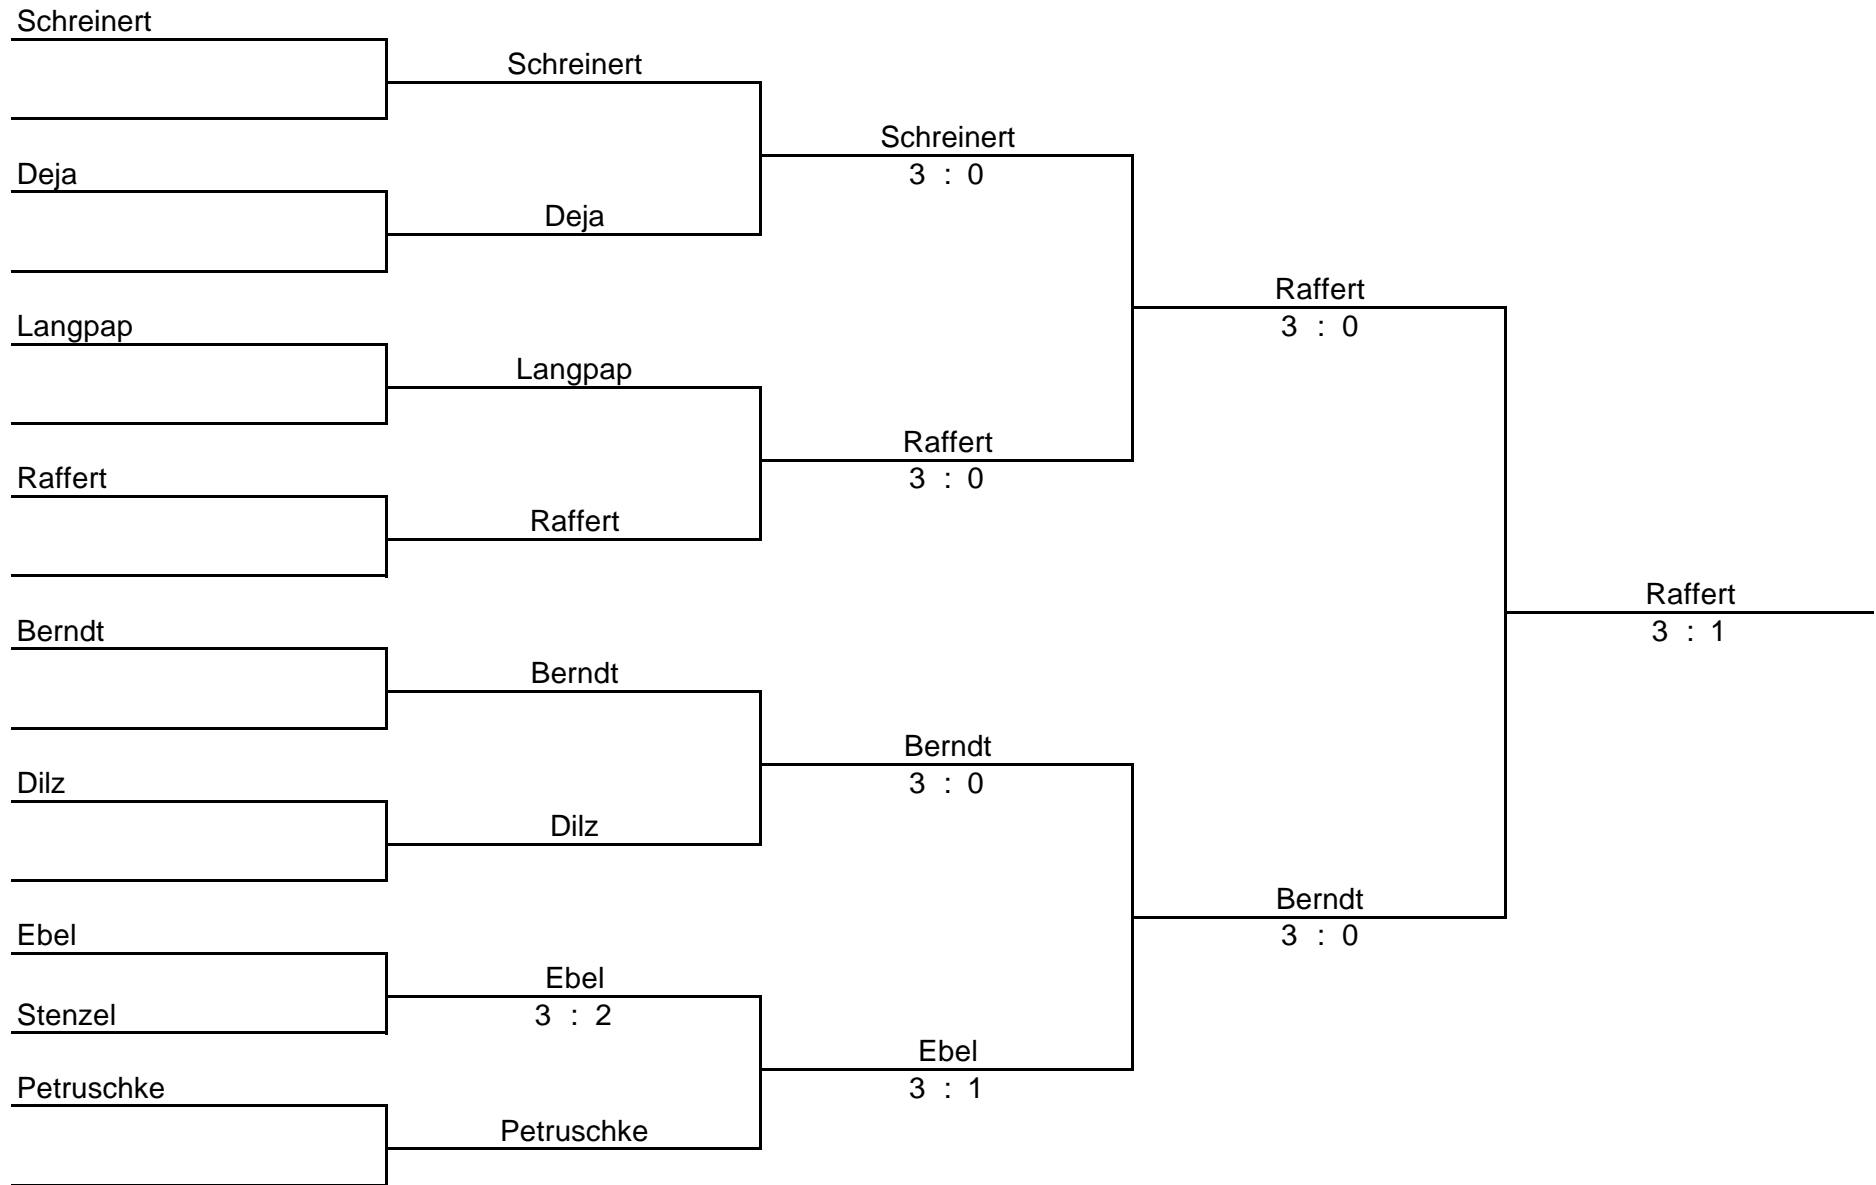 Schreinert
Schreinert
Schreinert
3 : 0
Deja
Deja
Raffert
3 : 0
Langpap
Langpap
Raffert
3 : 0
Raffert
Raffert
Raffert
3 : 1
Berndt
Berndt
Berndt
3 : 0
Dilz
Dilz
Berndt
3 : 0
Ebel
Ebel
3 : 2
Stenzel
Ebel
3 : 1
Petruschke
Petruschke